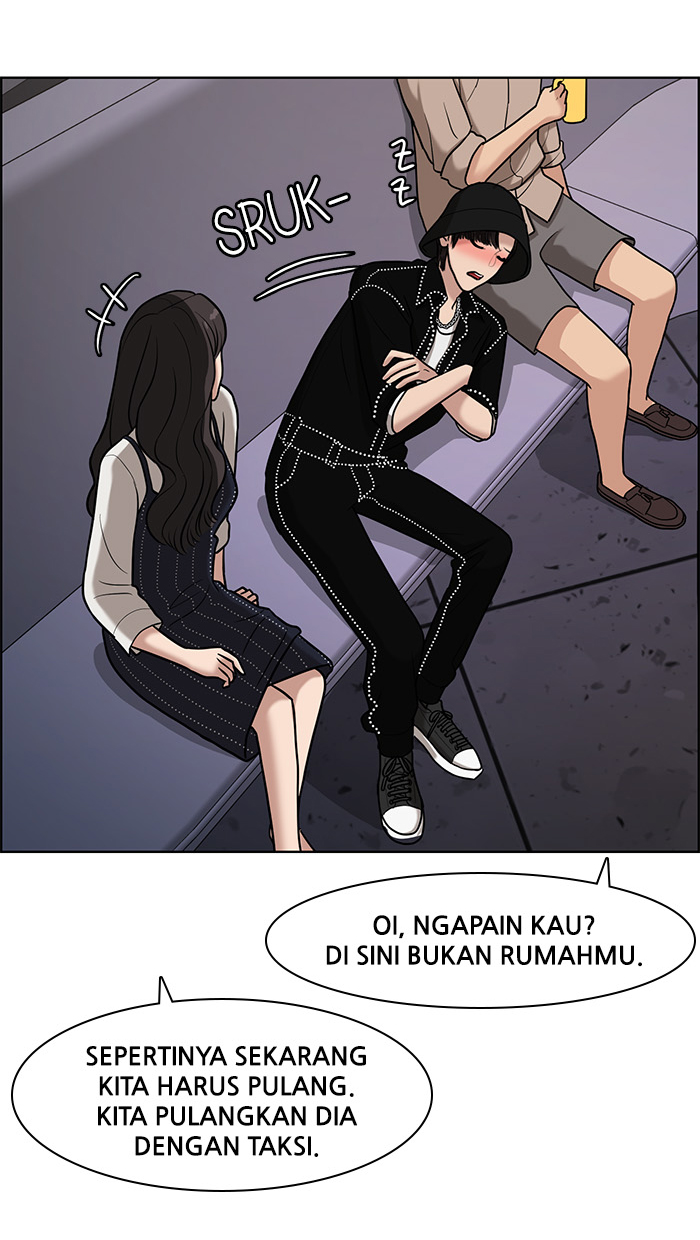 Z
Z
SRUK-
OI, NGAPAIN KAU?
DI SINI BUKAN RUMAHMU.
SEPERTINYA SEKARANG
KITA HARUS PULANG.
KITA PULANGKAN DIA
DENGAN TAKSI.